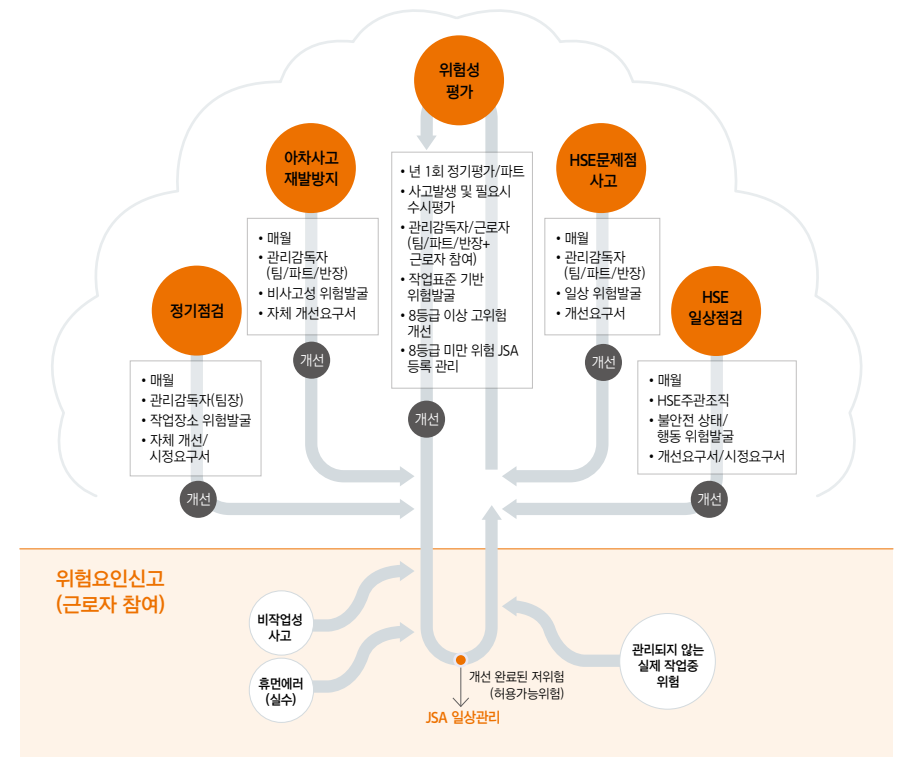 위험성
평가
• 년 1회 정기평가/파트
• 사고발생 및 필요시
수시평가
• 관리감독자/근로자
(팀/파트/반장+
근로자 참여)
• 작업표준 기반
위험발굴
• 8등급 이상 고위험
개선
• 8등급 미만 위험 JSA
등록 관리
개선
아차사고
재발방지
• 매월
• 관리감독자
(팀/파트/반장)
• 비사고성 위험발굴
• 자체 개선요구서
개선
HSE문제점
사고
• 매월
• 관리감독자
(팀/파트/반장)
• 일상 위험발굴
• 개선요구서
개선
정기점검
• 매월
• 관리감독자(팀장)
• 작업장소 위험발굴
• 자체 개선/
시정요구서
개선
HSE
일상점검
• 매월
• HSE주관조직
• 불안전 상태/
행동 위험발굴
• 개선요구서/시정요구서
개선
위험요인신고
(근로자 참여)
비작업성
사고
휴먼에러
(실수)
관리되지 않는
실제 작업중
위험
개선 완료된 저위험
(허용가능위험)
JSA 일상관리